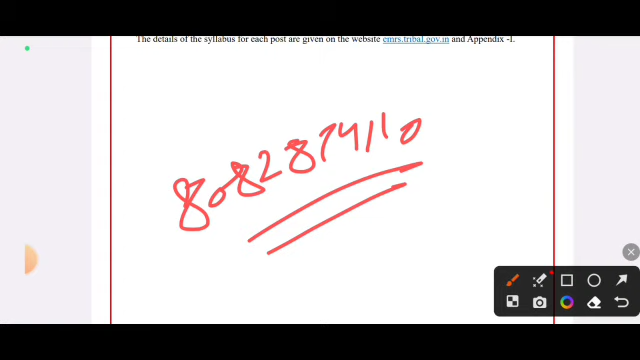 The details of the syllabus for each post are given on the website emrs.tribal.gov.in and Appendix -I.
8082874110